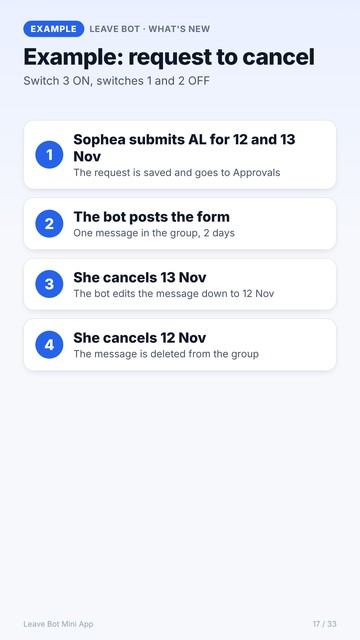 EXAMPLE LEAVE BOT · WHAT'S NEW
Example: request to cancel
Switch 3 ON, switches 1 and 2 OFF
1
Sophea submits AL for 12 and 13
Nov
The request is saved and goes to Approvals
2
The bot posts the form
One message in the group, 2 days
3
She cancels 13 Nov
The bot edits the message down to 12 Nov
4
She cancels 12 Nov
The message is deleted from the group
Leave Bot Mini App 17 / 33